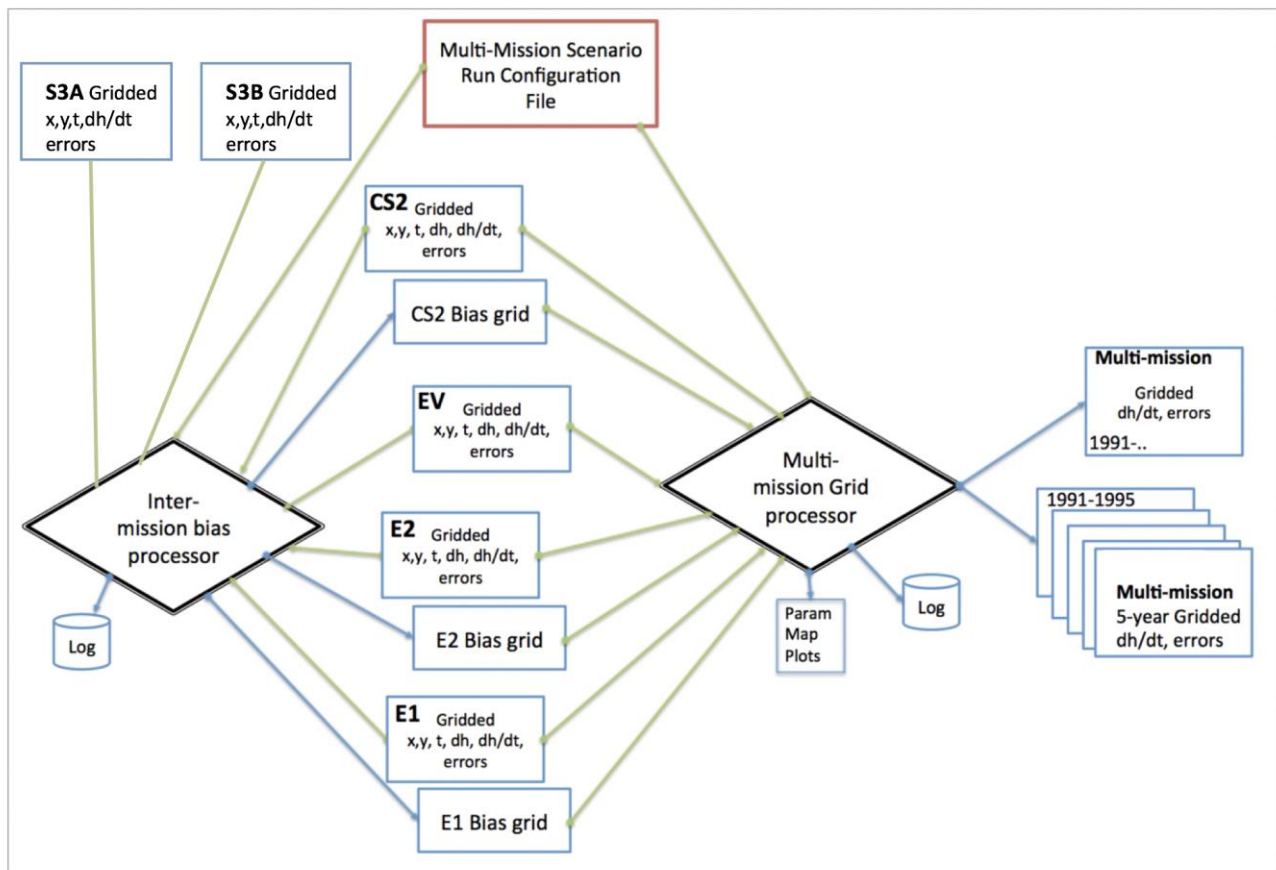 Multi-Mission Scenario
Run Configuration
File
S3A Gridded
x,y,t,dh/dt
errors
S3B Gridded
x,y,t,dh/dt
errors
CS2 Gridded
x,y, t, dh, dh/dt,
errors
CS2 Bias grid
EV Gridded
x,y, t, dh, dh/dt,
errors
E2 Gridded
x,y, t, dh, dh/dt,
errors
E2 Bias grid
E1 Gridded
x,y, t, dh, dh/dt,
errors
E1 Bias grid
Inter-
mission bias
processor
Log
Multi-
mission Grid
processor
Param
Map
Plots
Log
Multi-mission
Gridded
dh/dt, errors
1991-..
1991-1995
Multi-mission
5-year Gridded
dh/dt, errors